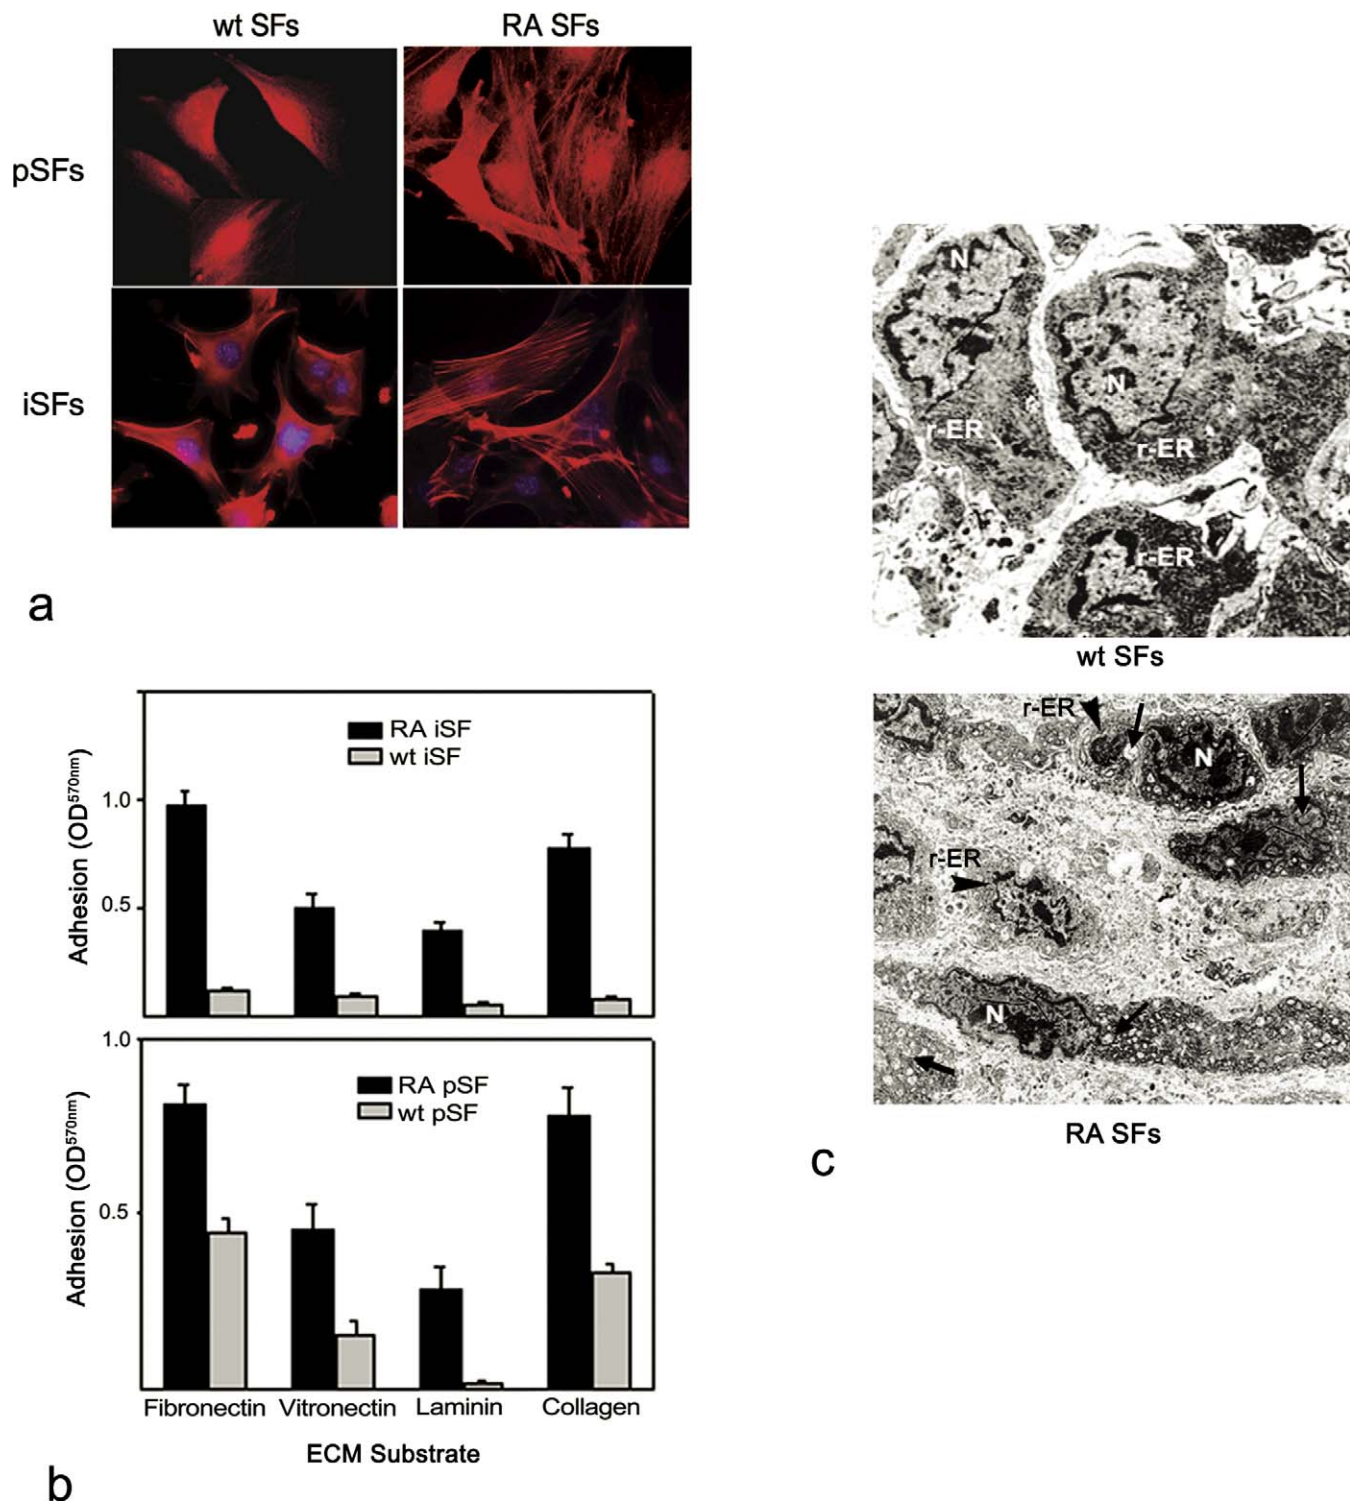 wt SFs RA SFs
pSFs
iSFs
a
N
N
r-ER
r-ER
r-ER
wt SFs
r-ER
N
r-ER
N
RA SFs
c
RA iSF
wt iSF
Adhesion (OD570nm)
1.0
0.5
RA pSF
wt pSF
Adhesion (OD570nm)
1.0
0.5
Fibronectin Vitronectin Laminin Collagen
ECM Substrate
b